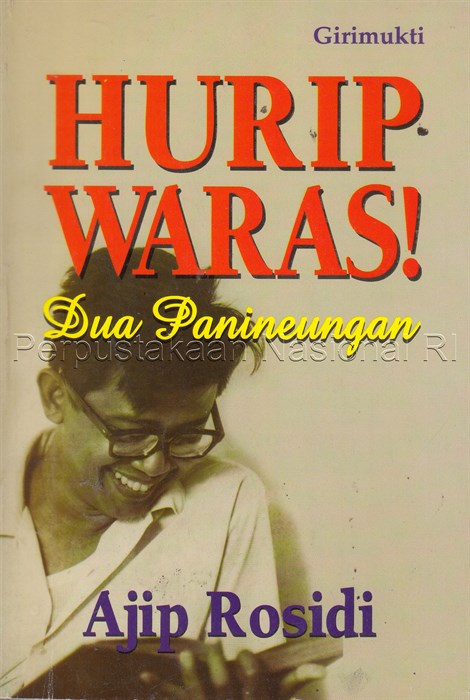 Girimukti
HURIP
WARAS!
Dua Panineungan
Perpustakaan Nasional RI
Ajip Rosidi